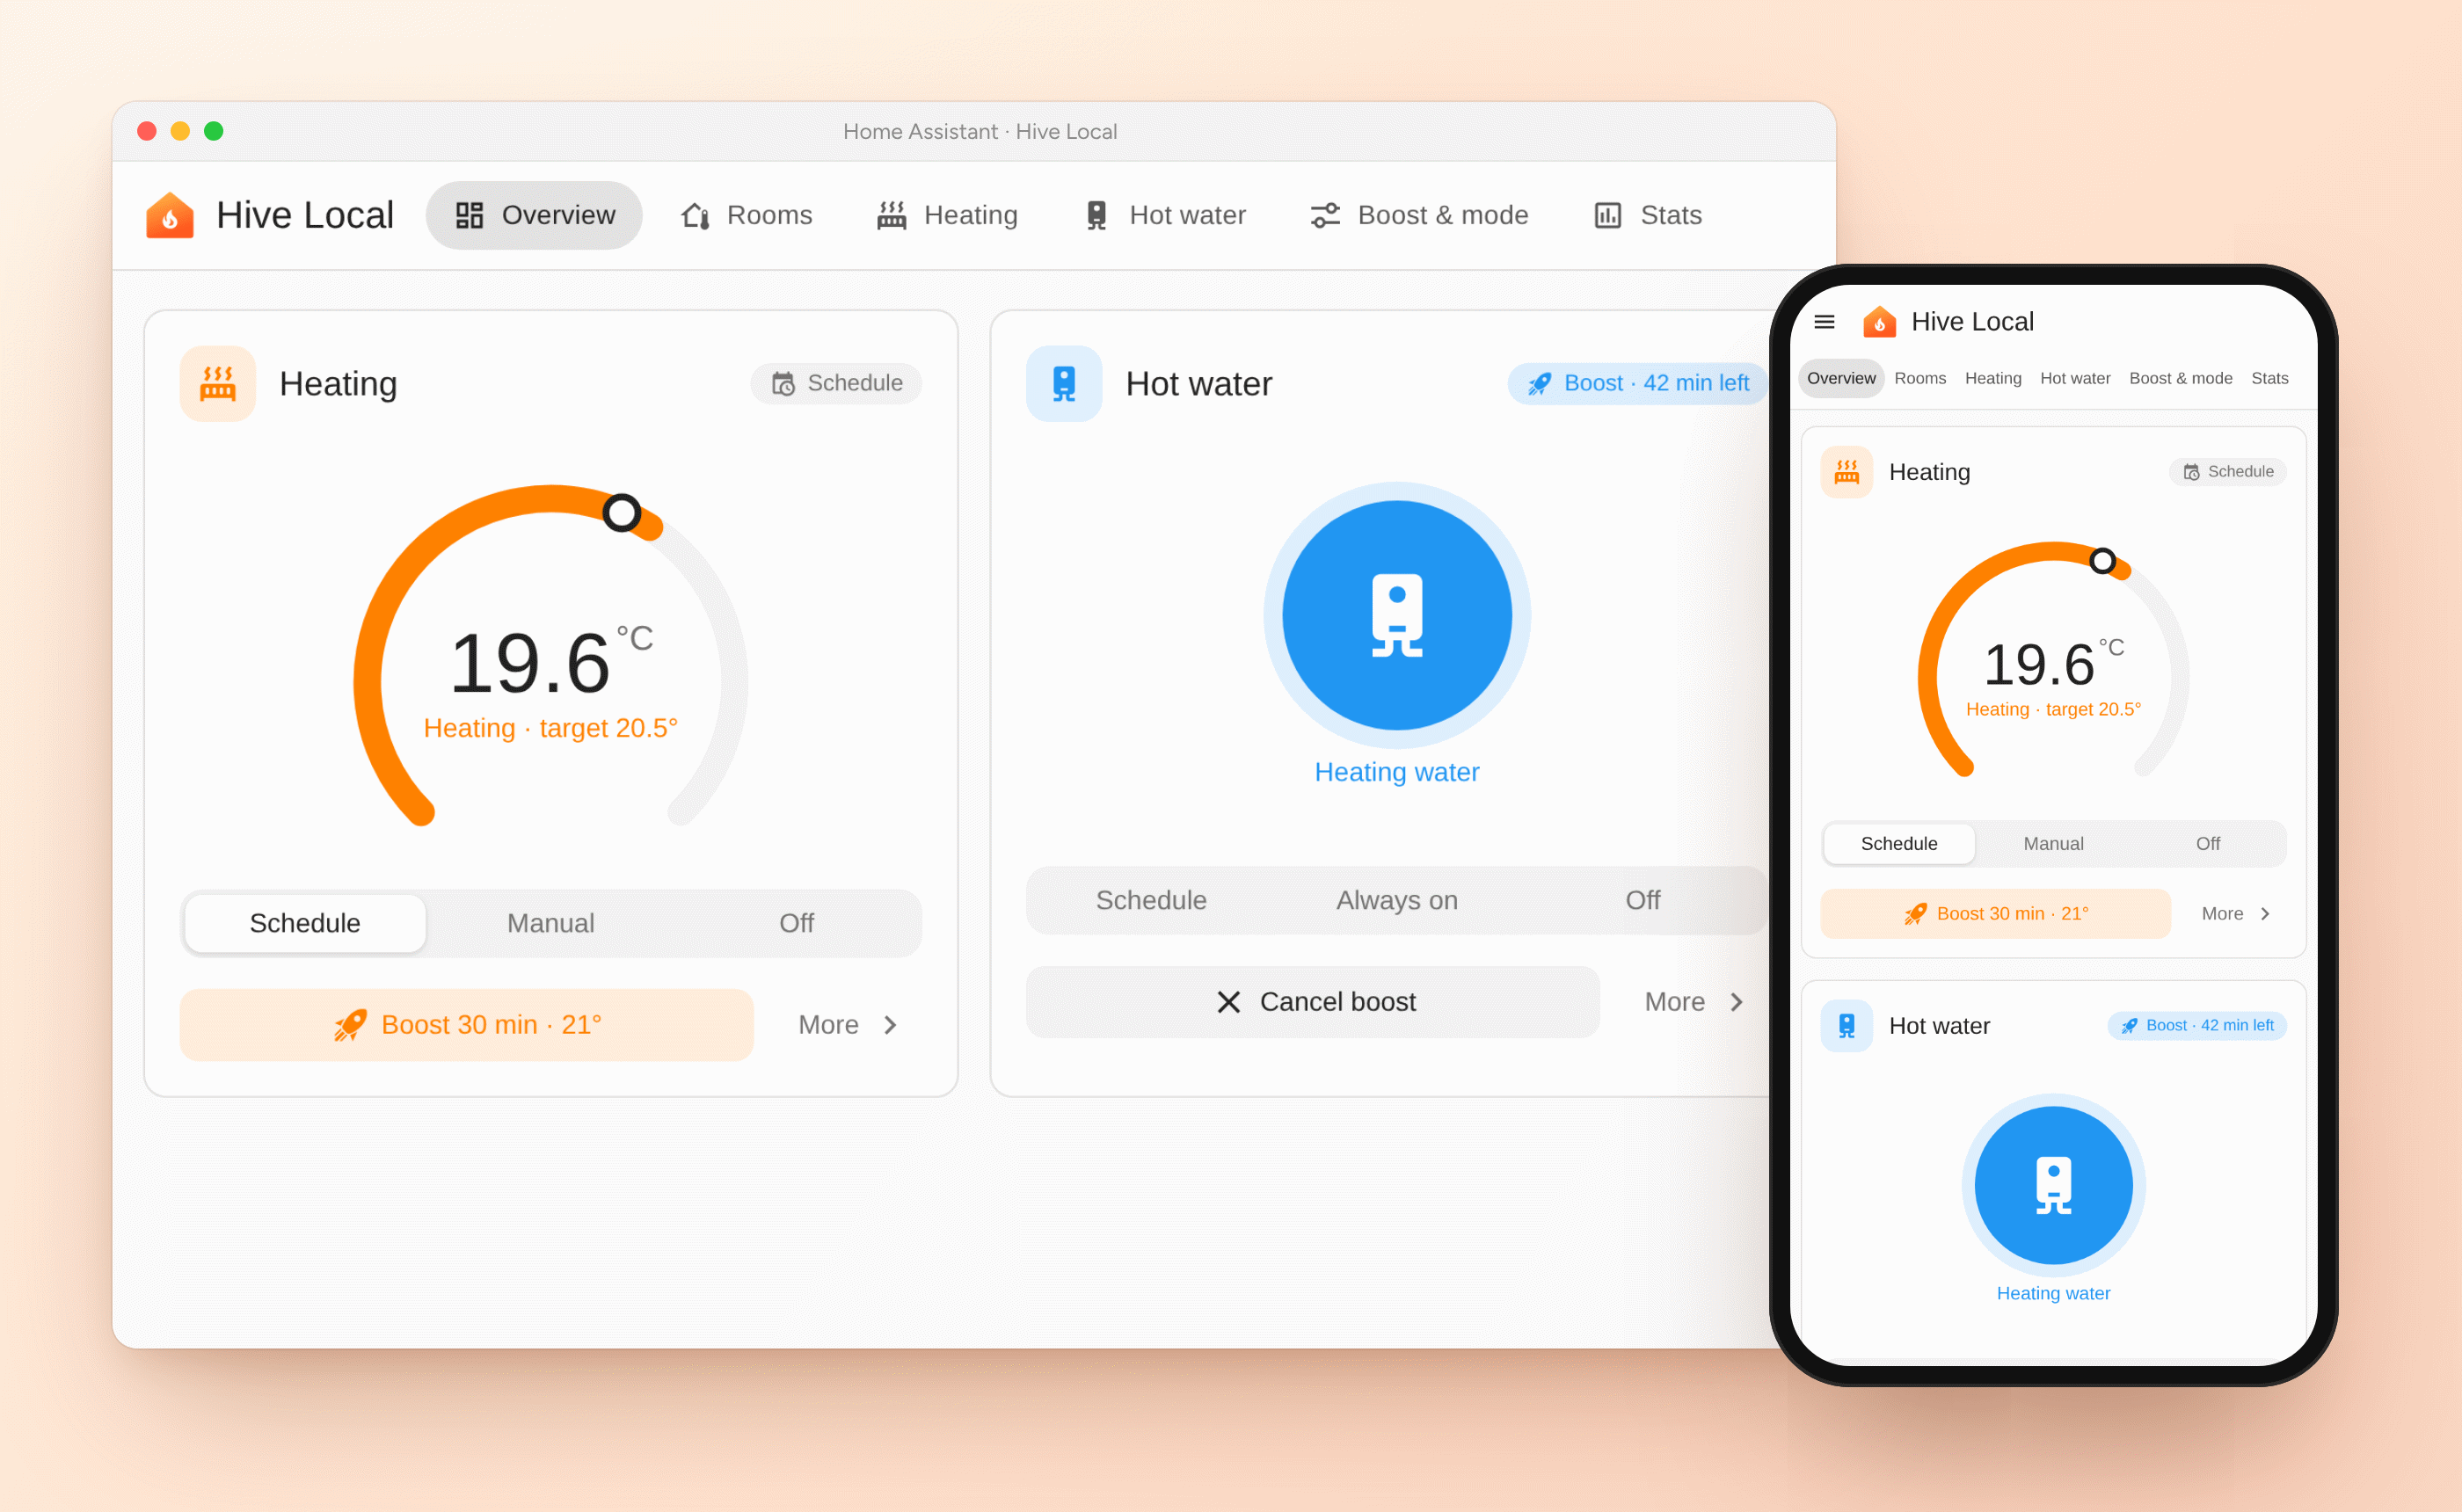 Home Assistant · Hive Local
Hive Local
Overview
Rooms
Heating
Hot water
Boost & mode
Stats
Heating
Schedule
19.6 °C
Heating · target 20.5°
Schedule
Manual
Off
Boost 30 min · 21°
More
Hot water
Boost · 42 min left
Heating water
Schedule
Always on
Off
Cancel boost
More
Hive Local
Overview
Rooms
Heating
Hot water
Boost & mode
Stats
Heating
Schedule
19.6 °C
Heating · target 20.5°
Schedule
Manual
Off
Boost 30 min · 21°
More
Hot water
Boost · 42 min left
Heating water